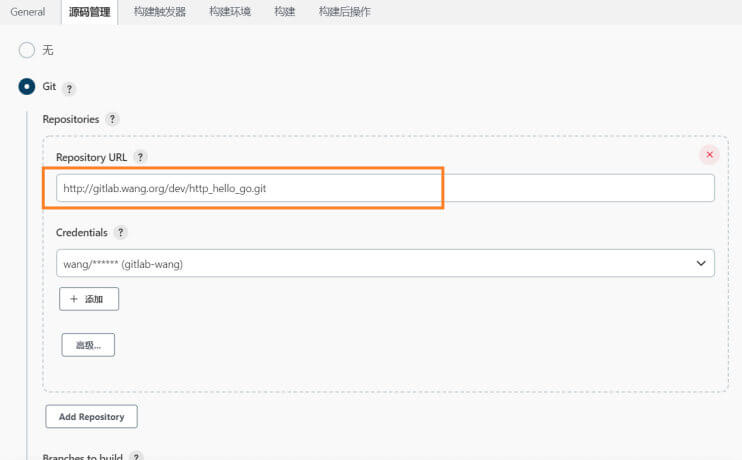 General 源码管理 构建触发器 构建环境 构建 构建后操作
无
Git ?
Repositories ?
Repository URL ?
http://gitlab.wang.org/dev/http_hello_go.git
Credentials ?
wang/****** (gitlab-wang)
+ 添加
高级...
Add Repository
Branches to build ?